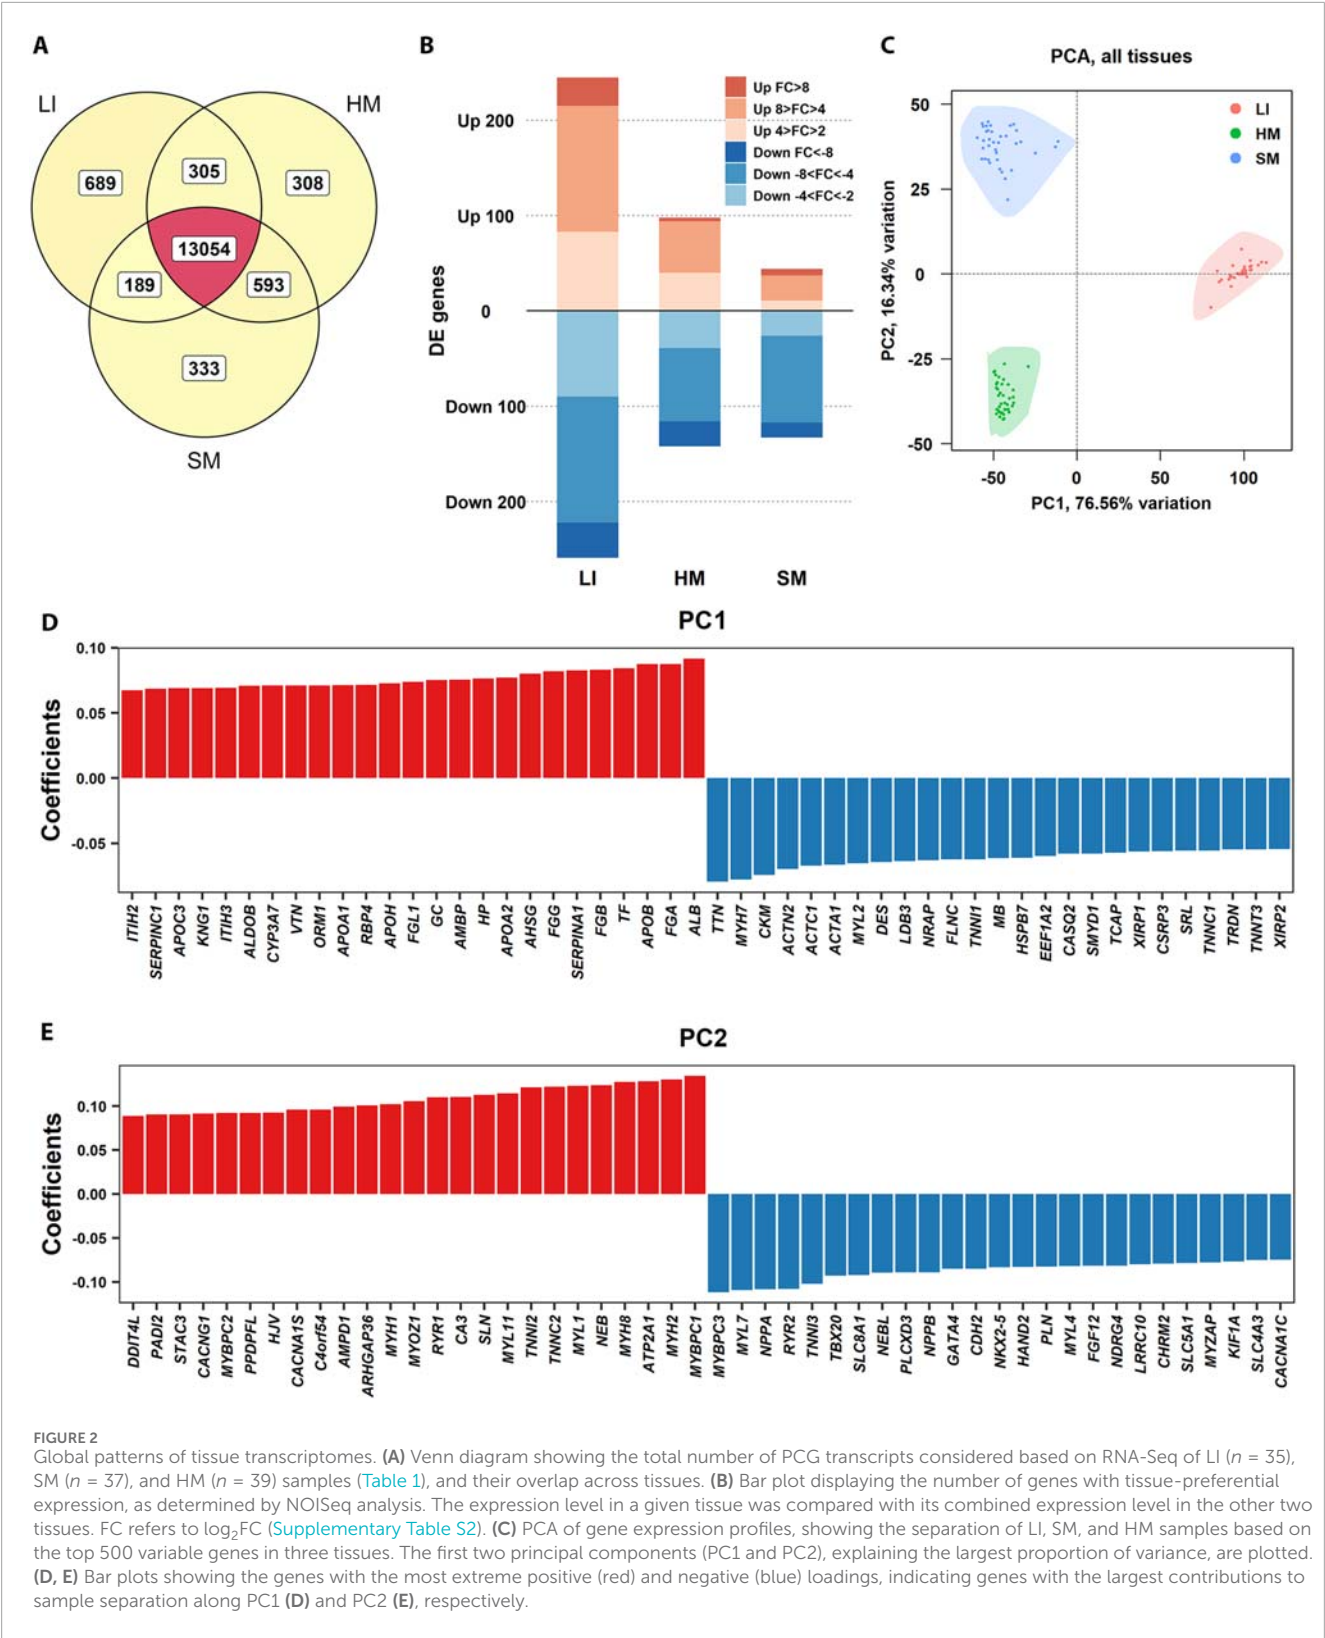 A
LI
HM
689
305
308
13054
189
593
333
SM
B
Up FC>8
Up 8>FC>4
Up 4>FC>2
Down FC<-8
Down -8<FC<-4
Down -4<FC<-2
DE genes
Up 200
Up 100
0
Down 100
Down 200
LI
HM
SM
C
PCA, all tissues
LI
HM
SM
PC2, 16.34% variation
50
25
0
-25
-50
-50
0
50
100
PC1, 76.56% variation
D
PC1
Coefficients
0.10
0.05
0.00
-0.05
ITIH2
SERPINC1
APOC3
KNG1
ITIH3
ALDOB
CYP3A7
VTN
ORM1
APOA1
RBP4
APOH
FGL1
GC
AMBP
HP
APOA2
AHSG
FGG
SERPINA1
FGB
TF
APOB
FGA
ALB
TTN
MYH7
CKM
ACTN2
ACTC1
ACTA1
MYL2
DES
LDB3
NRAP
FLNC
TNNI1
MB
HSPB7
EEF1A2
CASQ2
SMYD1
TCAP
XIRP1
CSRP3
SRL
TNNC1
TRDN
TNNT3
XIRP2
E
PC2
Coefficients
0.10
0.05
0.00
-0.05
-0.10
DDIT4L
PADI2
STAC3
CACNG1
MYBPC2
PPDPFL
HJV
CACNA1S
C4orf54
AMPD1
ARHGAP36
MYH1
MYOZ1
RYR1
CA3
SLN
MYL11
TNNI2
TNNC2
MYL1
NEB
MYH8
ATP2A1
MYH2
MYBPC1
MYBPC3
MYL7
NPPA
RYR2
TNNI3
TBX20
SLC8A1
NEBL
PLCXD3
NPPB
GATA4
CDH2
NKX2-5
HAND2
PLN
MYL4
FGF12
NDRG4
LRRC10
CHRM2
SLC5A1
MYZAP
KIF1A
SLC4A3
CACNA1C
FIGURE 2
Global patterns of tissue transcriptomes. (A) Venn diagram showing the total number of PCG transcripts considered based on RNA-Seq of LI (n = 35),
SM (n = 37), and HM (n = 39) samples (Table 1), and their overlap across tissues. (B) Bar plot displaying the number of genes with tissue-preferential
expression, as determined by NOISeq analysis. The expression level in a given tissue was compared with its combined expression level in the other two
tissues. FC refers to log₂FC (Supplementary Table S2). (C) PCA of gene expression profiles, showing the separation of LI, SM, and HM samples based on
the top 500 variable genes in three tissues. The first two principal components (PC1 and PC2), explaining the largest proportion of variance, are plotted.
(D, E) Bar plots showing the genes with the most extreme positive (red) and negative (blue) loadings, indicating genes with the largest contributions to
sample separation along PC1 (D) and PC2 (E), respectively.